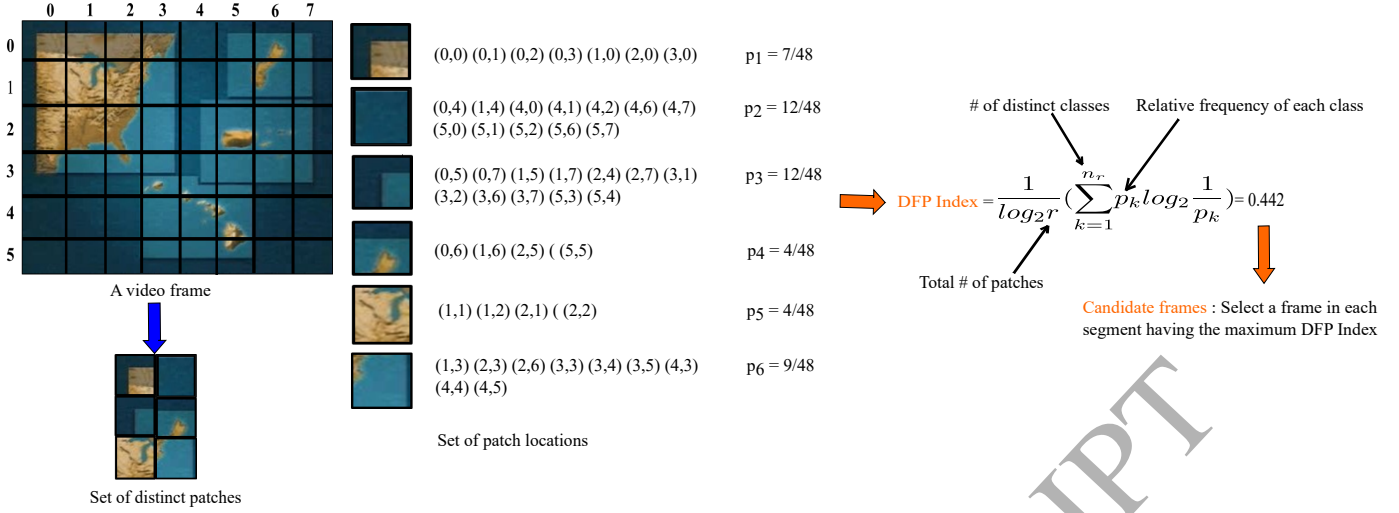 0 1 2 3 4 5 6 7
0
1
2
3
4
5
A video frame
Set of distinct patches
(0,0) (0,1) (0,2) (0,3) (1,0) (2,0) (3,0)
p1 = 7/48
(0,4) (1,4) (4,0) (4,1) (4,2) (4,6) (4,7)
(5,0) (5,1) (5,2) (5,6) (5,7)
p2 = 12/48
(0,5) (0,7) (1,5) (1,7) (2,4) (2,7) (3,1)
(3,2) (3,6) (3,7) (5,3) (5,4)
p3 = 12/48
(0,6) (1,6) (2,5) ( (5,5)
p4 = 4/48
(1,1) (1,2) (2,1) ( (2,2)
p5 = 4/48
(1,3) (2,3) (2,6) (3,3) (3,4) (3,5) (4,3)
(4,4) (4,5)
p6 = 9/48
Set of patch locations
# of distinct classes
Relative frequency of each class
DFP Index = \frac{1}{log_2 r} ( \sum_{k=1}^{n_r} p_k log_2 \frac{1}{p_k} ) = 0.442
Total # of patches
Candidate frames : Select a frame in each
segment having the maximum DFP Index
IPT